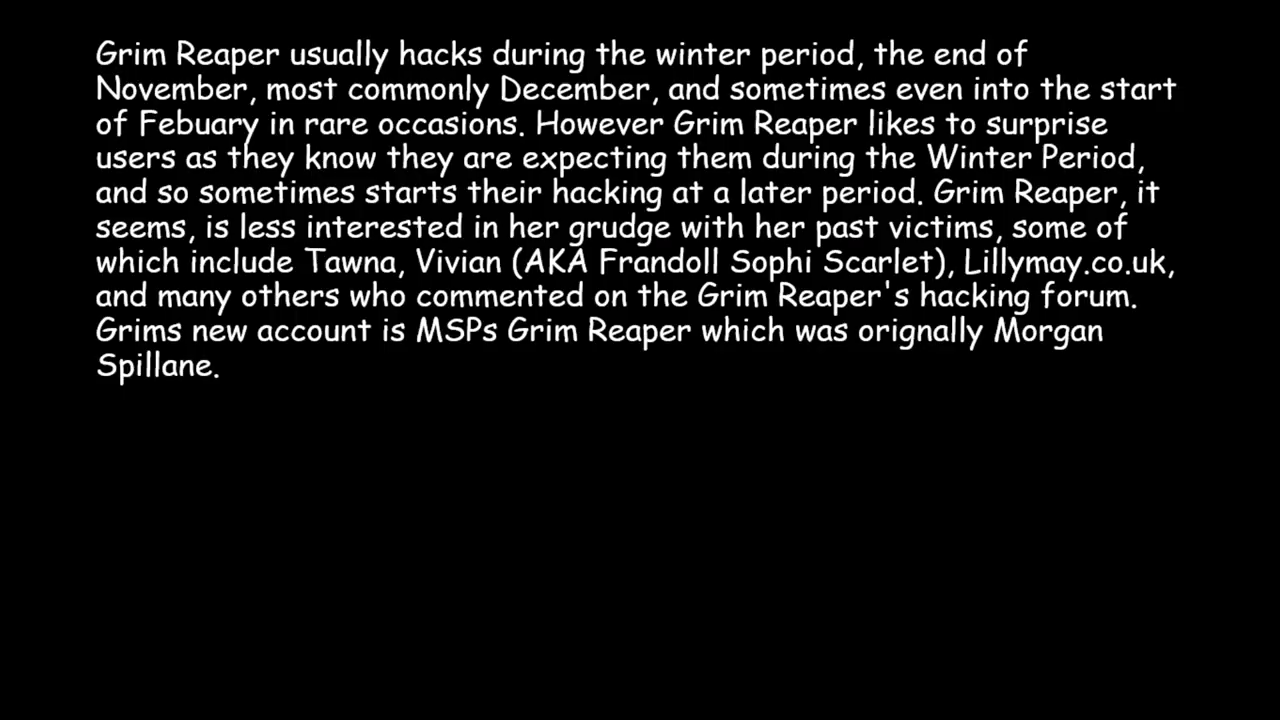 Grim Reaper usually hacks during the winter period, the end of
November, most commonly December, and sometimes even into the start
of Febuary in rare occasions. However Grim Reaper likes to surprise
users as they know they are expecting them during the Winter Period,
and so sometimes starts their hacking at a later period. Grim Reaper, it
seems, is less interested in her grudge with her past victims, some of
which include Tawna, Vivian (AKA Frandoll Sophi Scarlet), Lillymay.co.uk,
and many others who commented on the Grim Reaper's hacking forum.
Grims new account is MSPs Grim Reaper which was orignally Morgan
Spillane.